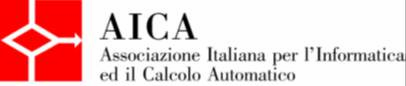 AICA
Associazione Italiana per l'Informatica
ed il Calcolo Automatico